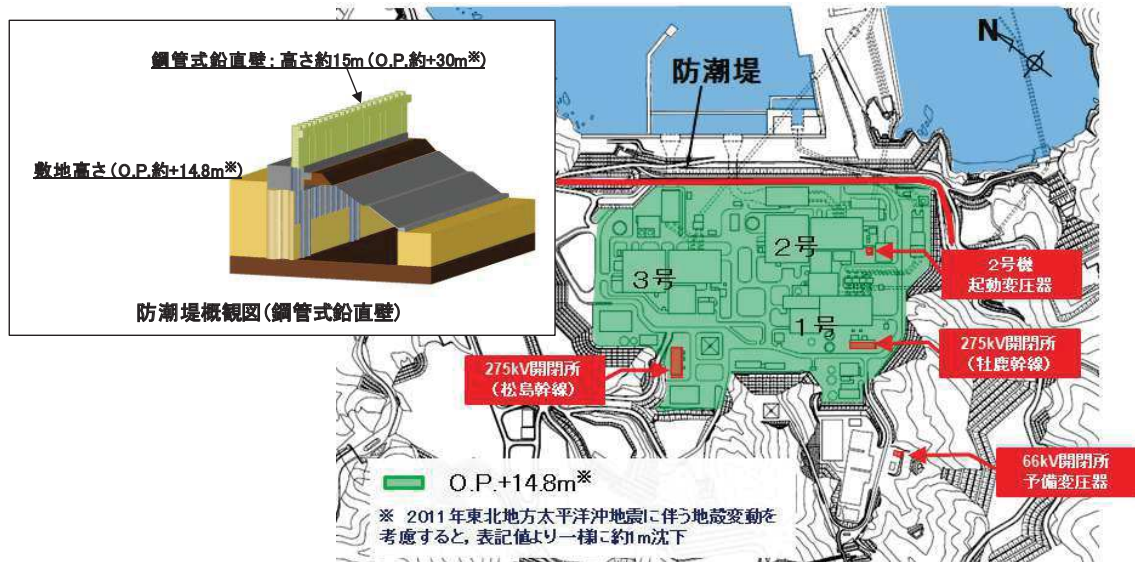 鋼管式鉛直壁:高さ約15m(O.P.約+30m※)
敷地高さ(O.P.約+14.8m※)
防潮堤概観図(鋼管式鉛直壁)
N
防潮堤
2号
3号
1号
2号機
起動変圧器
275kV開閉所
(牡鹿幹線)
275kV開閉所
(松島幹線)
66kV開閉所
予備変圧器
O.P.+14.8m※
※ 2011年東北地方太平洋沖地震に伴う地殻変動を
考慮すると，表記値より一様に約1m沈下